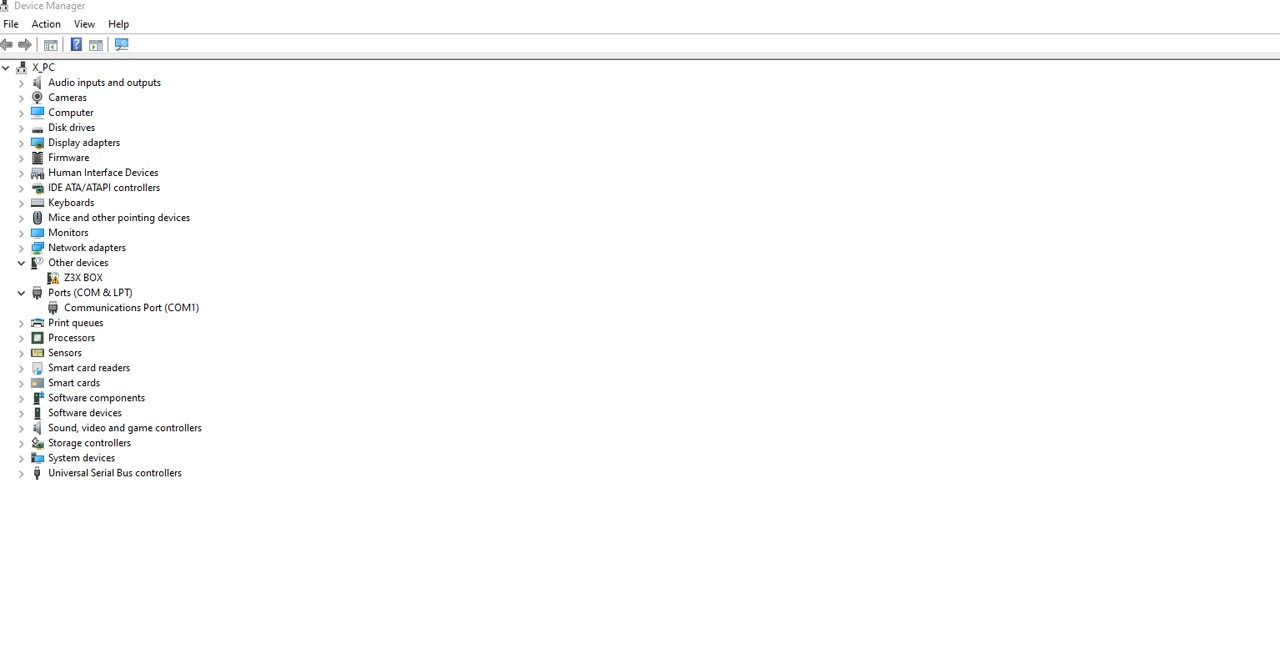 Device Manager
File Action View Help
X_PC
Audio inputs and outputs
Cameras
Computer
Disk drives
Display adapters
Firmware
Human Interface Devices
IDE ATA/ATAPI controllers
Keyboards
Mice and other pointing devices
Monitors
Network adapters
Other devices
Z3X BOX
Ports (COM & LPT)
Communications Port (COM1)
Print queues
Processors
Sensors
Smart card readers
Smart cards
Software components
Software devices
Sound, video and game controllers
Storage controllers
System devices
Universal Serial Bus controllers